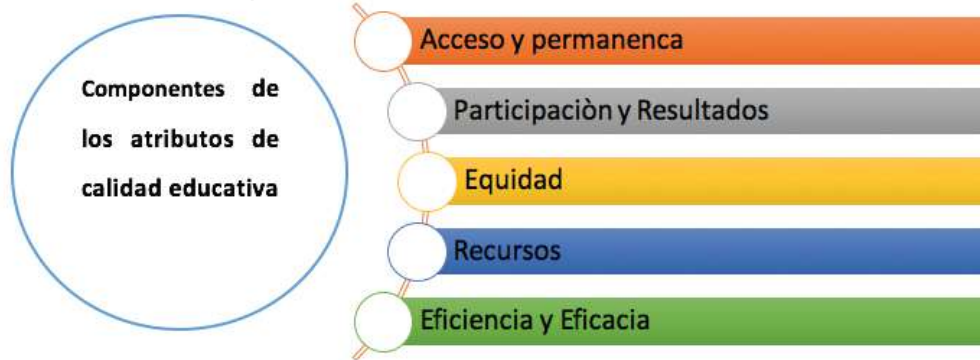 Componentes de
los atributos de
calidad educativa
Acceso y permanenca
Participaciòn y Resultados
Equidad
Recursos
Eficiencia y Eficacia